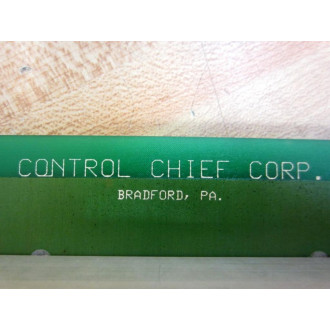 CONTROL CHIEF CORP.
BRADFORD, PA.